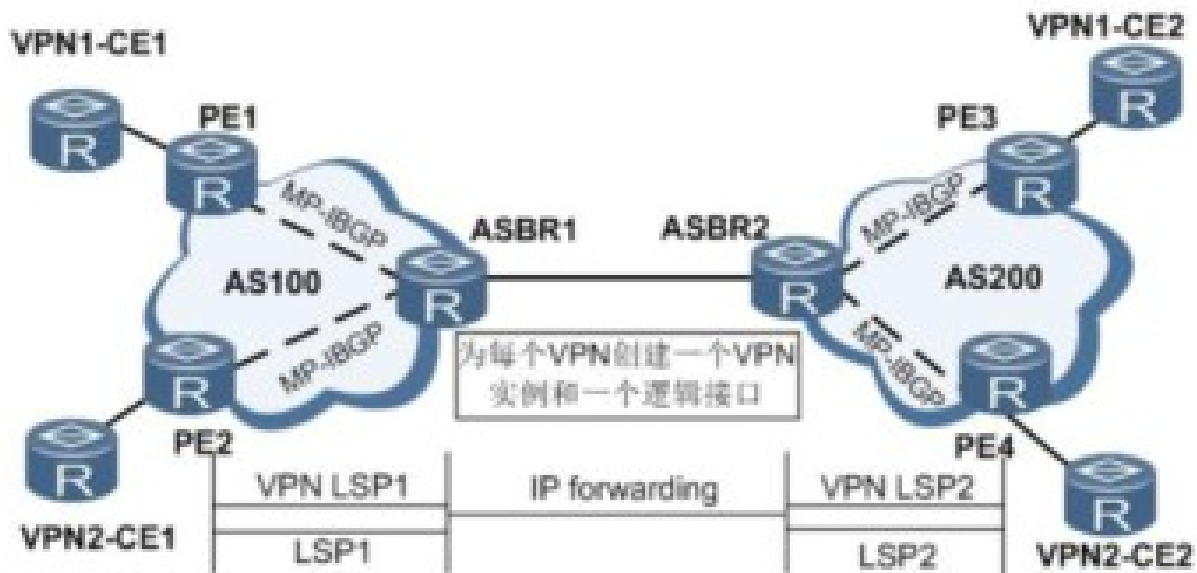 VPN1-CE1
VPN1-CE2
PE1
PE3
R
R
R
R
MP-IBGP
MP-IBGP
ASBR1
ASBR2
AS100
AS200
R
R
MP-IBGP
MP-IBGP
为每个VPN创建一个VPN
实例和一个逻辑接口
R
R
PE2
PE4
R
R
VPN LSP1
IP forwarding
VPN LSP2
VPN2-CE1
LSP1
LSP2
VPN2-CE2